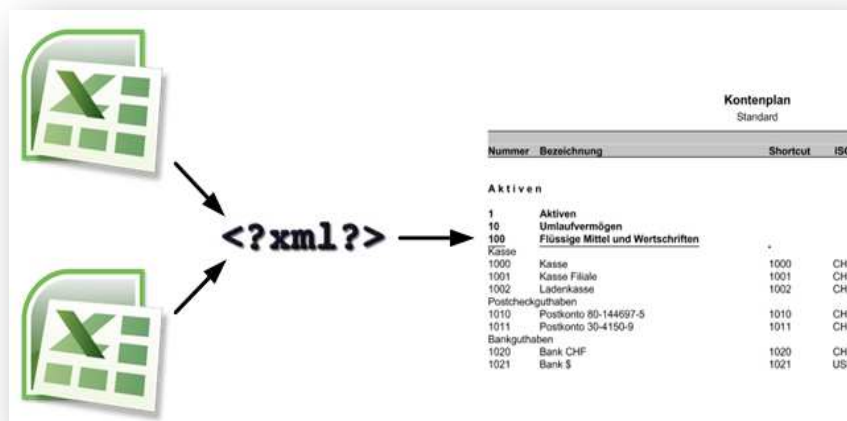 <?xml?>
Kontenplan
Standard
Nummer Bezeichnung Shortcut ISO
Aktiven
1 Aktiven
10 Umlaufvermögen
100 Flüssige Mittel und Wertschriften
Kasse
1000 Kasse 1000 CH
1001 Kasse Filiale 1001 CH
1002 Ladenkasse 1002 CH
Postcheckguthaben
1010 Postkonto 80-144697-5 1010 CH
1011 Postkonto 30-4150-9 1011 CH
Bankguthaben
1020 Bank CHF 1020 CH
1021 Bank $ 1021 US